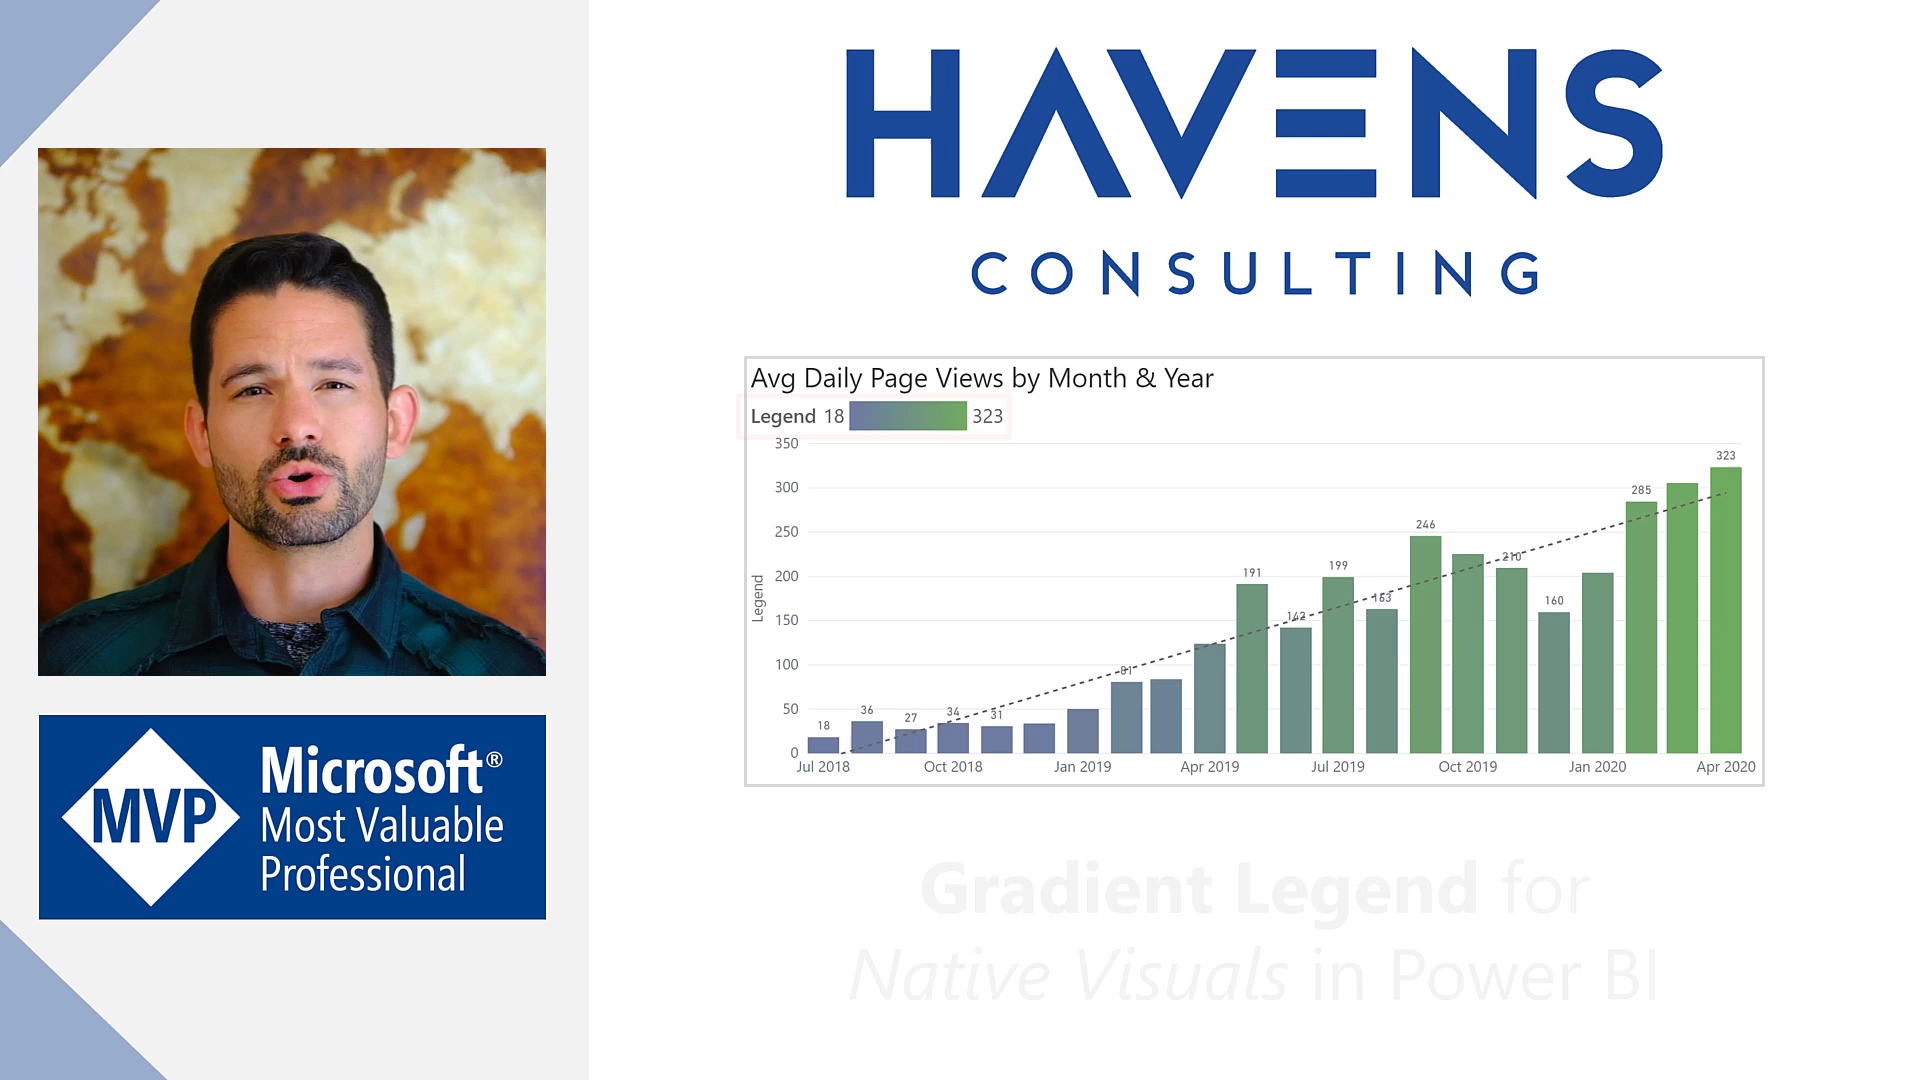 HAVENS
CONSULTING
Avg Daily Page Views by Month & Year
Legend 18 323
350
300
250
200
150
100
50
0
Legend
18
36
27
34
31
81
191
142
199
163
246
210
160
285
323
Jul 2018 Oct 2018 Jan 2019 Apr 2019 Jul 2019 Oct 2019 Jan 2020 Apr 2020
MVP
Microsoft®
Most Valuable
Professional
Gradient Legend for
Native Visuals in Power BI